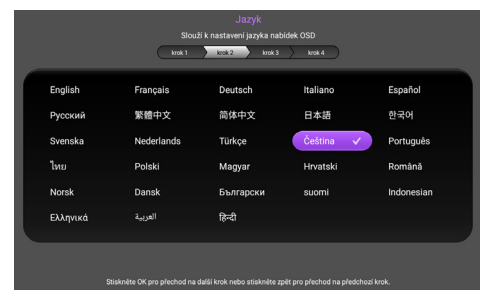 Jazyk
Slouží k nastavení jazyka nabídek OSD
krok 1 krok 2 krok 3 krok 4
English Français Deutsch Italiano Español
Русский 繁體中文 简体中文 日本語 한국어
Svenska Nederlands Türkçe Čeština Português
ไทย Polski Magyar Hrvatski Română
Norsk Dansk Български suomi Indonesian
Ελληνικά العربية हिन्दी
Stiskněte OK pro přechod na další krok nebo stiskněte zpět pro přechod na předchozí krok.